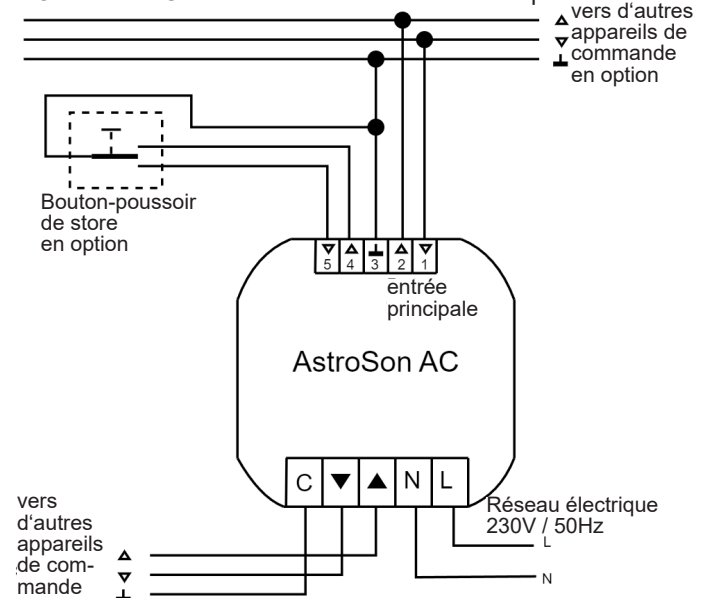 vers d‘autres
appareils de
commande
en option
Bouton-poussoir
de store
en option
5 4 3 2 1
entrée
principale
AstroSon AC
C N L
Réseau électrique
230V / 50Hz
L
N
vers
d‘autres
appareils
de com-
mande